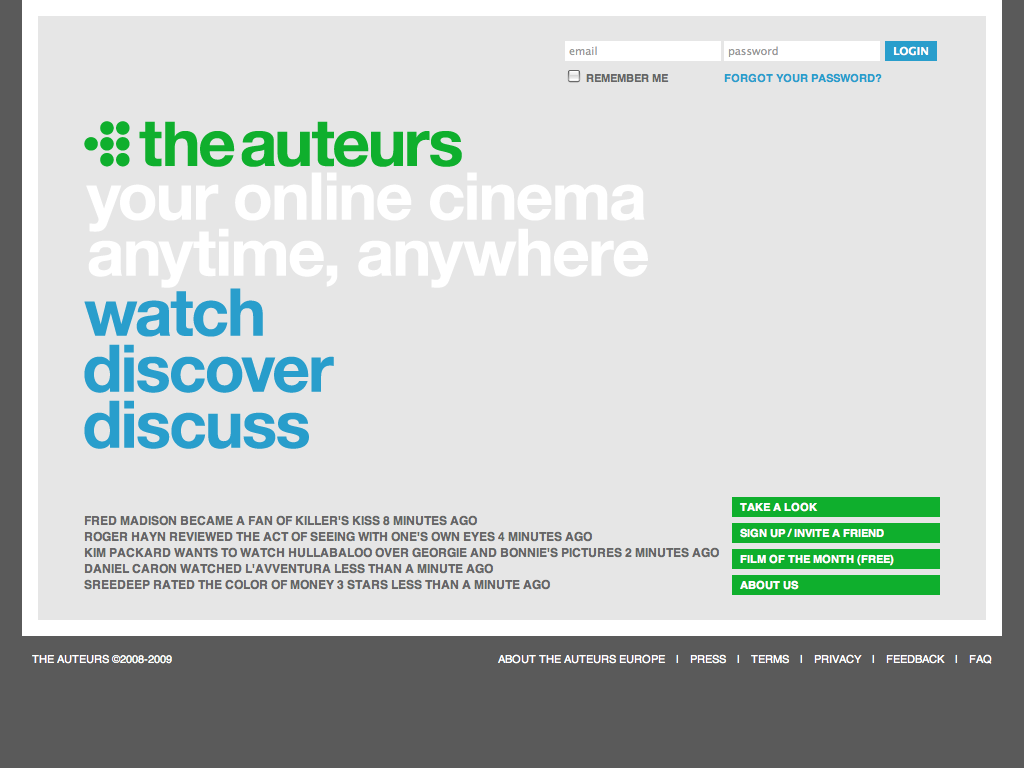 email password LOGIN
REMEMBER ME FORGOT YOUR PASSWORD?
the auteurs
your online cinema
anytime, anywhere
watch
discover
discuss
FRED MADISON BECAME A FAN OF KILLER'S KISS 8 MINUTES AGO
ROGER HAYN REVIEWED THE ACT OF SEEING WITH ONE'S OWN EYES 4 MINUTES AGO
KIM PACKARD WANTS TO WATCH HULLABALOO OVER GEORGIE AND BONNIE'S PICTURES 2 MINUTES AGO
DANIEL CARON WATCHED L'AVVENTURA LESS THAN A MINUTE AGO
SREEDEEP RATED THE COLOR OF MONEY 3 STARS LESS THAN A MINUTE AGO
TAKE A LOOK
SIGN UP / INVITE A FRIEND
FILM OF THE MONTH (FREE)
ABOUT US
THE AUTEURS ©2008-2009
ABOUT THE AUTEURS EUROPE | PRESS | TERMS | PRIVACY | FEEDBACK | FAQ